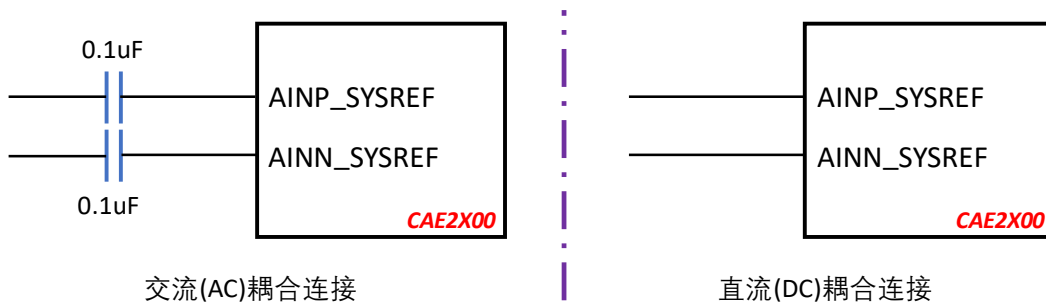 0.1uF
AINP_SYSREF
AINN_SYSREF
0.1uF
CAE2X00
交流(AC)耦合连接
AINP_SYSREF
AINN_SYSREF
CAE2X00
直流(DC)耦合连接